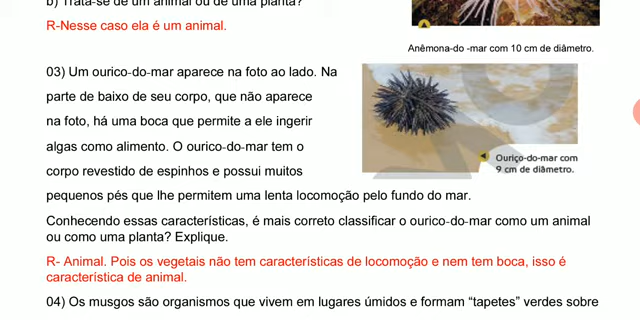 b) Trata-se de um animal ou de uma planta?
R-Nesse caso ela é um animal.
Anêmona-do -mar com 10 cm de diâmetro.
03) Um ourico-do-mar aparece na foto ao lado. Na
parte de baixo de seu corpo, que não aparece
na foto, há uma boca que permite a ele ingerir
algas como alimento. O ourico-do-mar tem o
corpo revestido de espinhos e possui muitos
Ouriço-do-mar com
9 cm de diâmetro.
pequenos pés que lhe permitem uma lenta locomoção pelo fundo do mar.
Conhecendo essas características, é mais correto classificar o ourico-do-mar como um animal
ou como uma planta? Explique.
R- Animal. Pois os vegetais não tem características de locomoção e nem tem boca, isso é
característica de animal.
04) Os musgos são organismos que vivem em lugares úmidos e formam “tapetes” verdes sobre